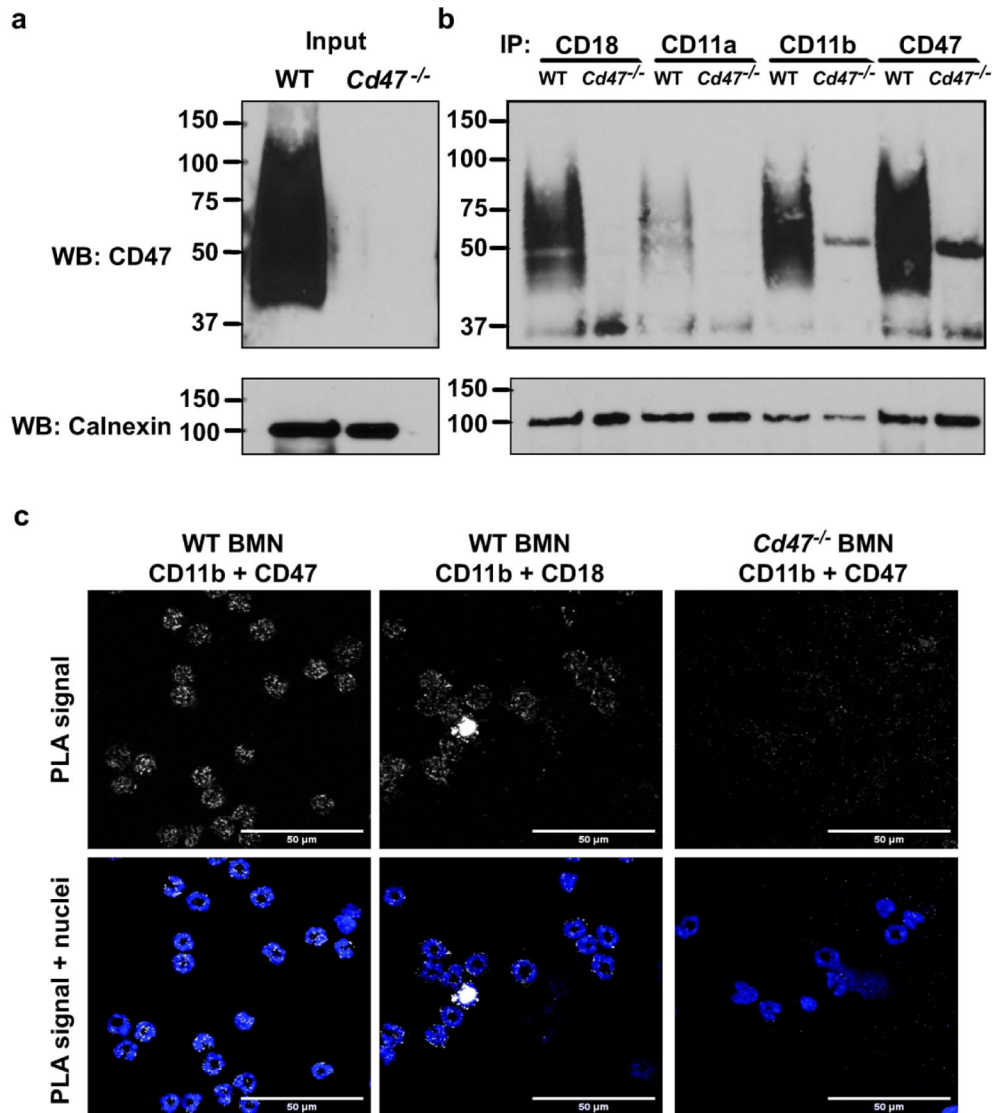 a
Input
WT Cd47-/-
150
100
75
50
37
WB: CD47
150
100
WB: Calnexin
b
IP: CD18 CD11a CD11b CD47
WT Cd47-/- WT Cd47-/- WT Cd47-/- WT Cd47-/-
150
100
75
50
37
150
100
c
WT BMN
CD11b + CD47
WT BMN
CD11b + CD18
Cd47-/- BMN
CD11b + CD47
PLA signal
50 µm
50 µm
50 µm
PLA signal + nuclei
50 µm
50 µm
50 µm